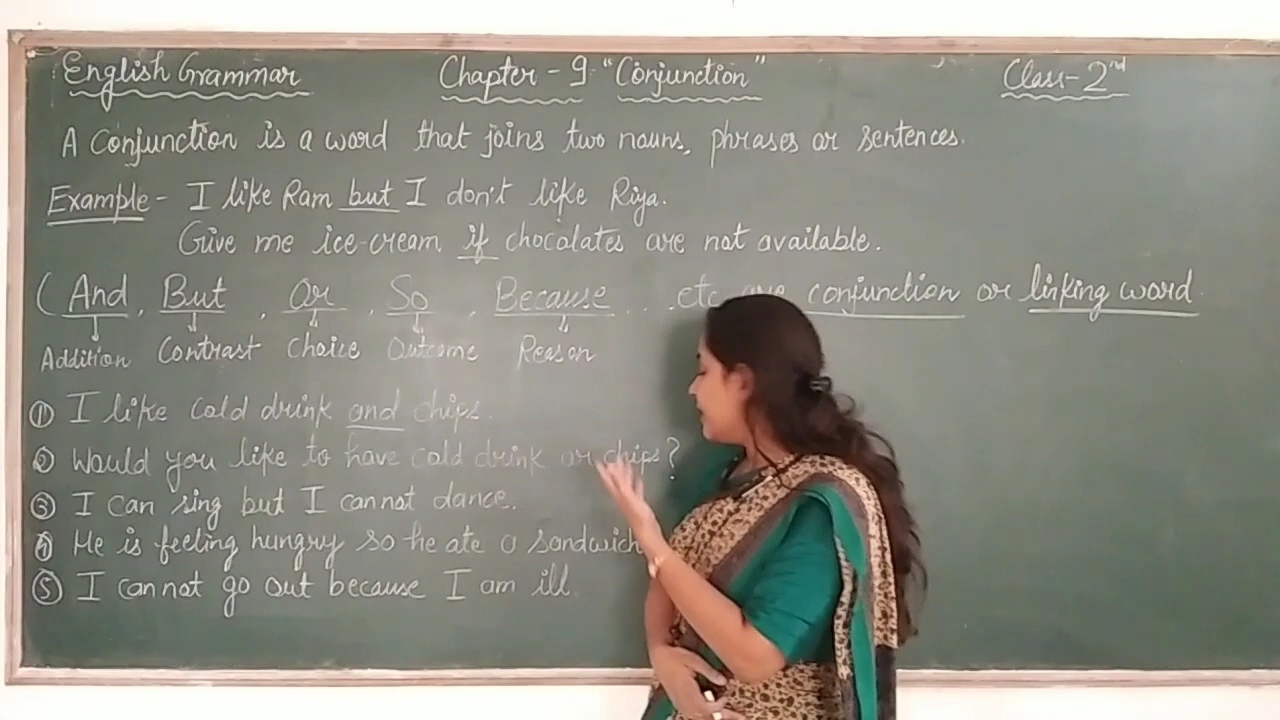 English Grammar Chapter - 9 "Conjunction" Class - 2nd
A Conjunction is a word that joins two nouns, phrases or sentences.
Example - I like Ram but I don't like Riya.
Give me ice-cream if chocolates are not available.
(And, But, Or, So, Because ... etc are conjunction or linking word.
Addition Contrast Choice Outcome Reason
① I like cold drink and chips.
② Would you like to have cold drink or chips?
③ I can sing but I cannot dance.
④ He is feeling hungry so he ate a sandwich
⑤ I cannot go out because I am ill.